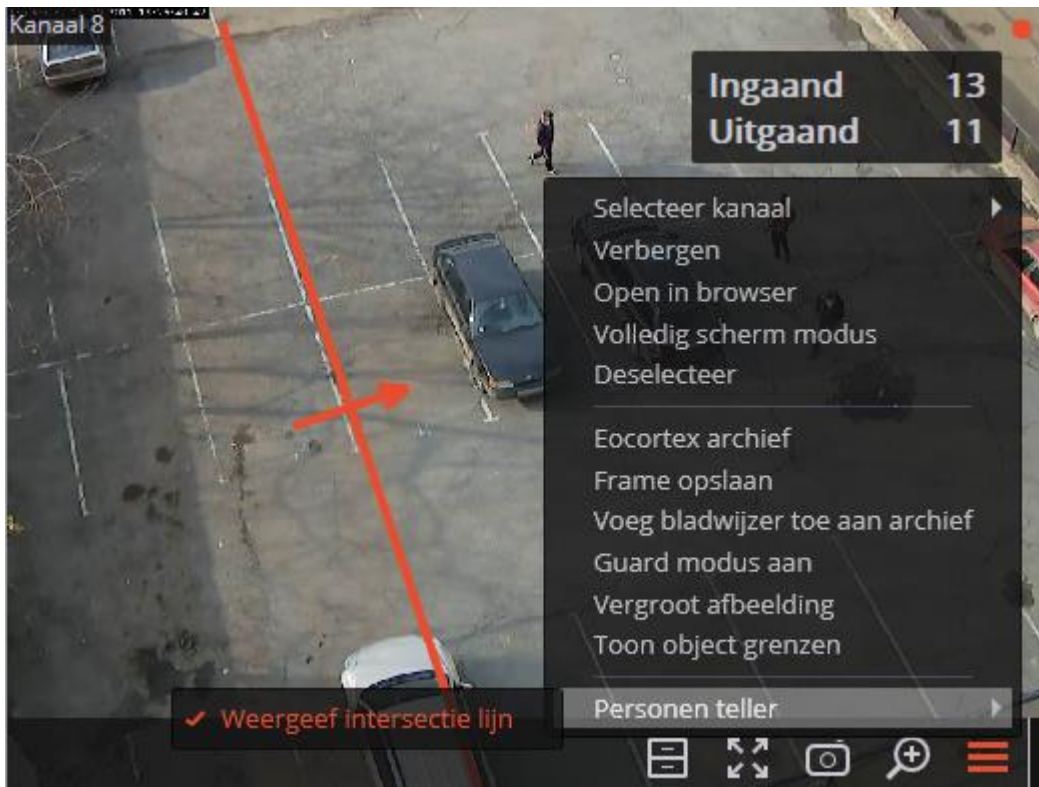 Kanaal 8
Ingaand 13
Uitgaand 11
Selecteer kanaal
Verbergen
Open in browser
Volledig scherm modus
Deselecteer
Eocortex archief
Frame opslaan
Voeg bladwijzer toe aan archief
Guard modus aan
Vergroot afbeelding
Toon object grenzen
Personen teller
Weergeef intersectie lijn